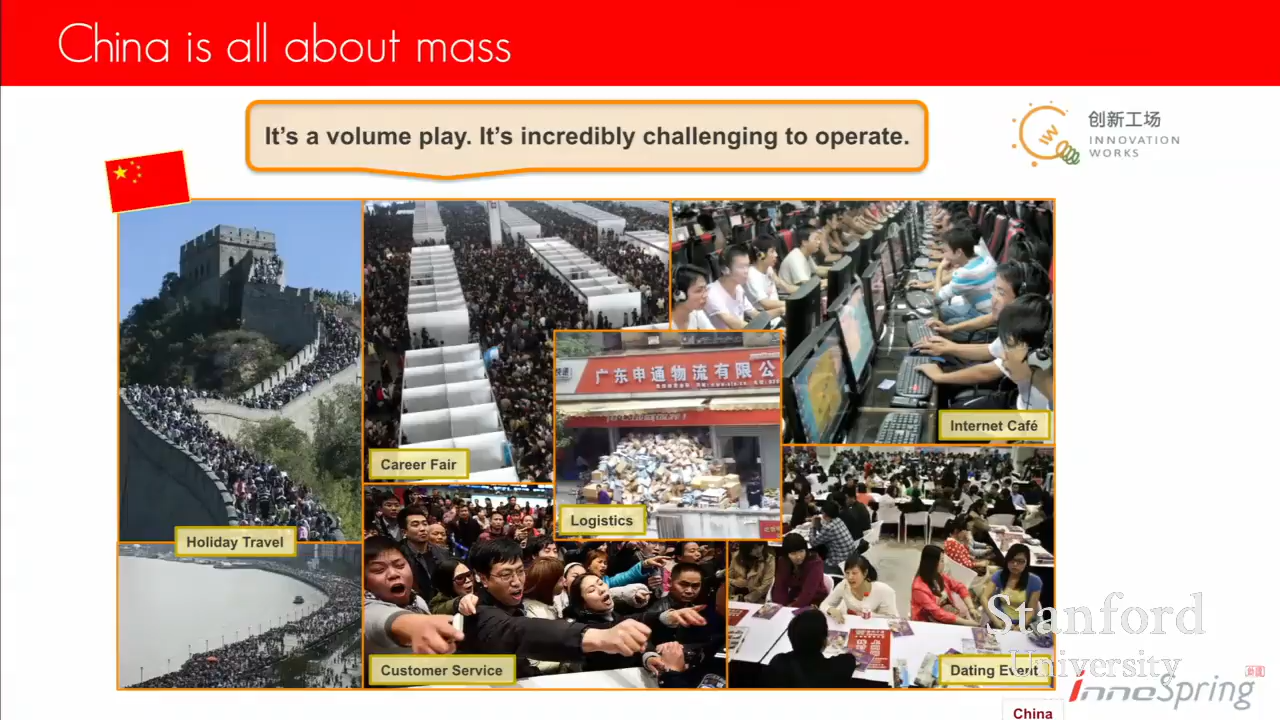 China is all about mass
It's a volume play. It's incredibly challenging to operate.
创新工场
INNOVATION
WORKS
广东申通物流有限公
Internet Café
Career Fair
Logistics
Holiday Travel
Customer Service
Dating Event
Stanford
University
InnoSpring
China